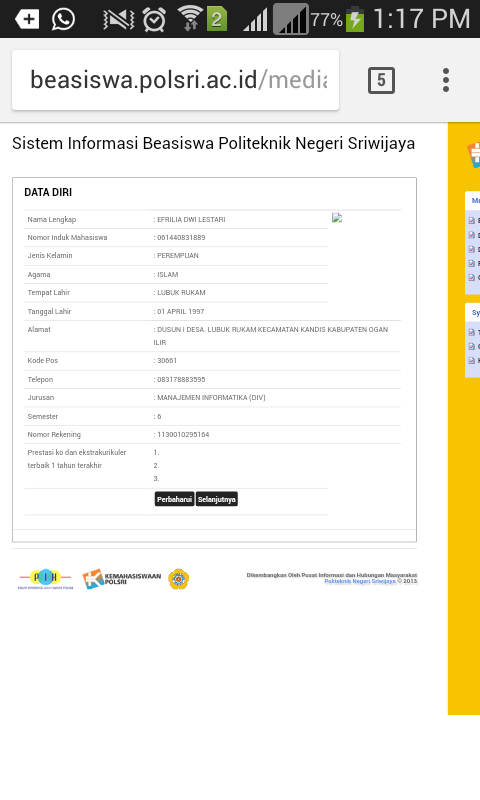 2
77%
1:17 PM
beasiswa.polsri.ac.id/media
5
Sistem Informasi Beasiswa Politeknik Negeri Sriwijaya
DATA DIRI
Nama Lengkap : EFRILIA DWI LESTARI
Nomor Induk Mahasiswa : 061440831889
Jenis Kelamin : PEREMPUAN
Agama : ISLAM
Tempat Lahir : LUBUK RUKAM
Tanggal Lahir : 01 APRIL 1997
Alamat : DUSUN I DESA. LUBUK RUKAM KECAMATAN KANDIS KABUPATEN OGAN
ILIR
Kode Pos : 30661
Telepon : 083178883595
Jurusan : MANAJEMEN INFORMATIKA (DIV)
Semester : 6
Nomor Rekening : 1130010295164
Prestasi ko dan ekstrakurikuler 1.
terbaik 1 tahun terakhir 2.
3.
Perbaharui Selanjutnya
PIH
KEMAHASISWAAN
POLSRI
Dikembangkan Oleh Pusat Informasi dan Hubungan Masyarakat
Politeknik Negeri Sriwijaya © 2013